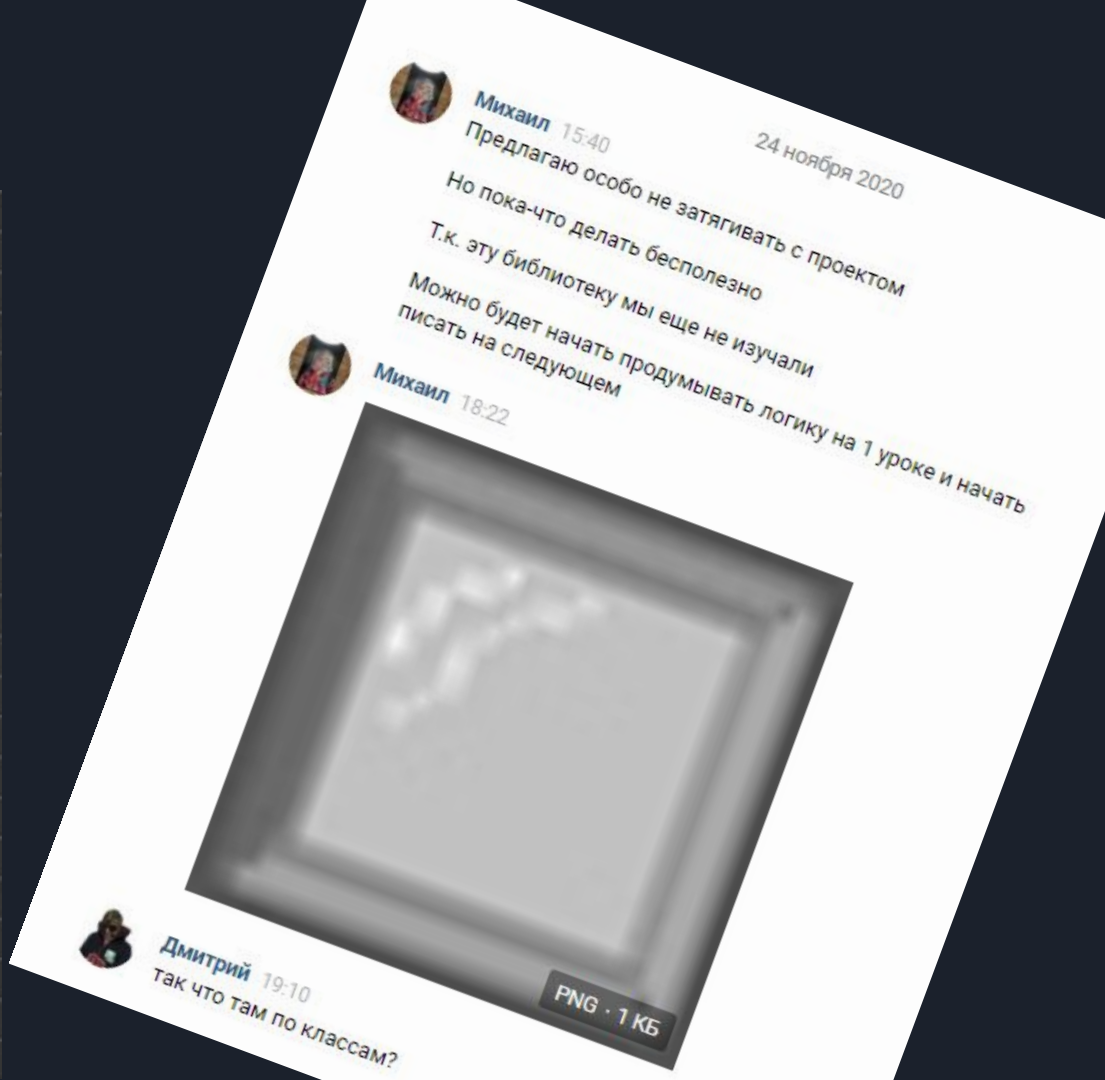 24 ноября 2020
Михаил 15:40
Предлагаю особо не затягивать с проектом
Но пока-что делать бесполезно
Т.к. эту библиотеку мы еще не изучали
Можно будет начать продумывать логику на 1 уроке и начать
писать на следующем
Михаил 18:22
PNG · 1 КБ
Дмитрий 19:10
так что там по классам?